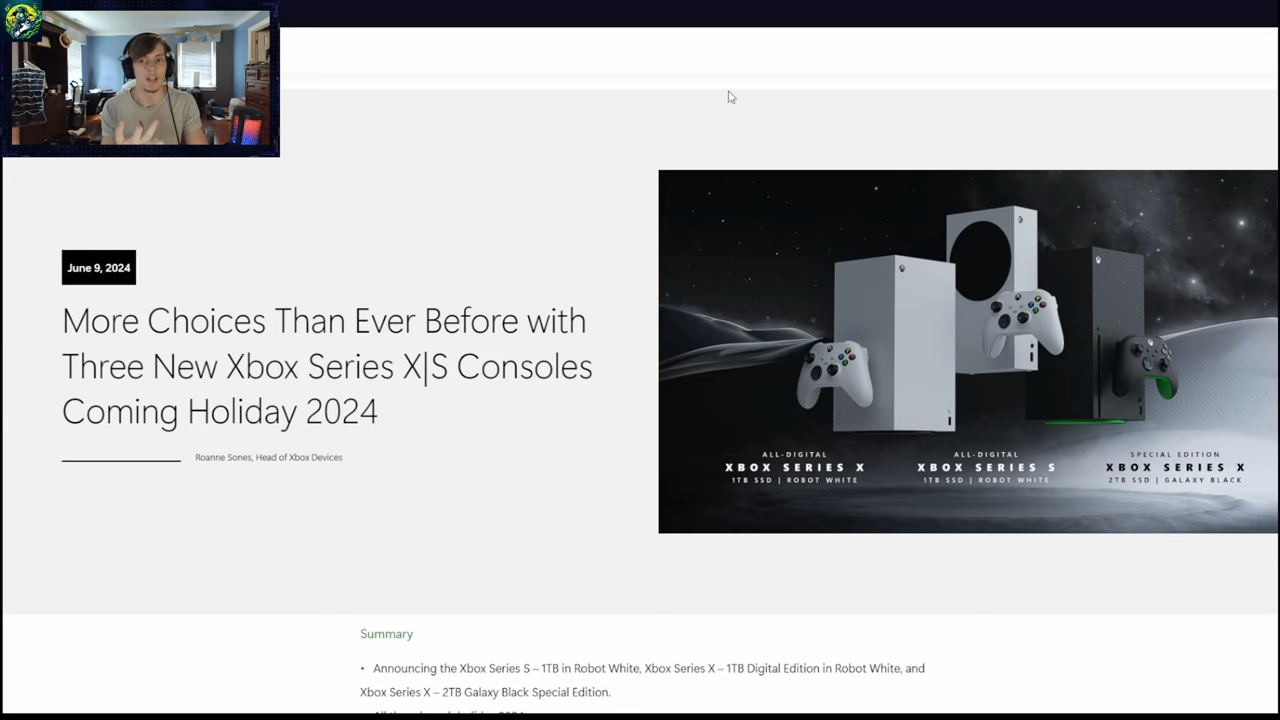 June 9, 2024
More Choices Than Ever Before with
Three New Xbox Series X|S Consoles
Coming Holiday 2024
Roanne Sones, Head of Xbox Devices
ALL-DIGITAL
XBOX SERIES X
1TB SSD | ROBOT WHITE
ALL-DIGITAL
XBOX SERIES S
1TB SSD | ROBOT WHITE
SPECIAL EDITION
XBOX SERIES X
2TB SSD | GALAXY BLACK
Summary
• Announcing the Xbox Series S – 1TB in Robot White, Xbox Series X – 1TB Digital Edition in Robot White, and
Xbox Series X – 2TB Galaxy Black Special Edition.